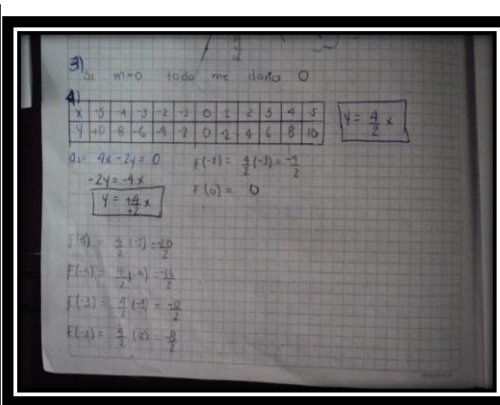 3)
Si m=0 todo me daria 0
4)
X -5 -4 -3 -2 -1 0 1 2 3 4 5
Y -10 -8 -6 -4 -2 0 2 4 6 8 10
y = 4/2 x
4x - 2y = 0
-2y = -4x
y = +4/+2 x
F(-1) = 4/2 (-1) = -4/2
F(0) = 0
F(-5) = 4/2 (-5) = -20/2
F(-4) = 4/2 (-4) = -16/2
F(-3) = 4/2 (-3) = -12/2
F(-2) = 4/2 (2) = -8/2